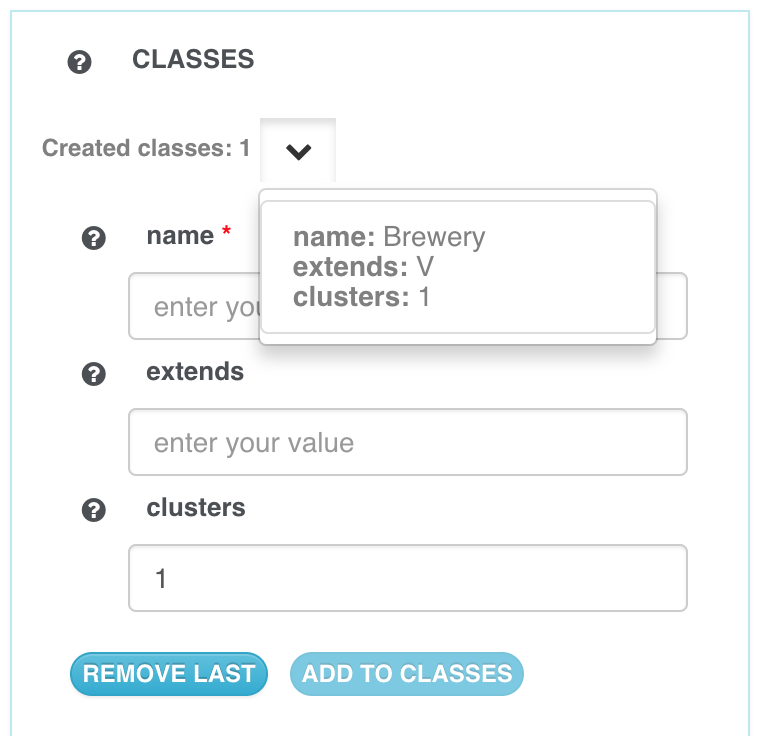 CLASSES
Created classes: 1
name *
name: Brewery
extends: V
clusters: 1
enter you
extends
enter your value
clusters
1
REMOVE LAST ADD TO CLASSES